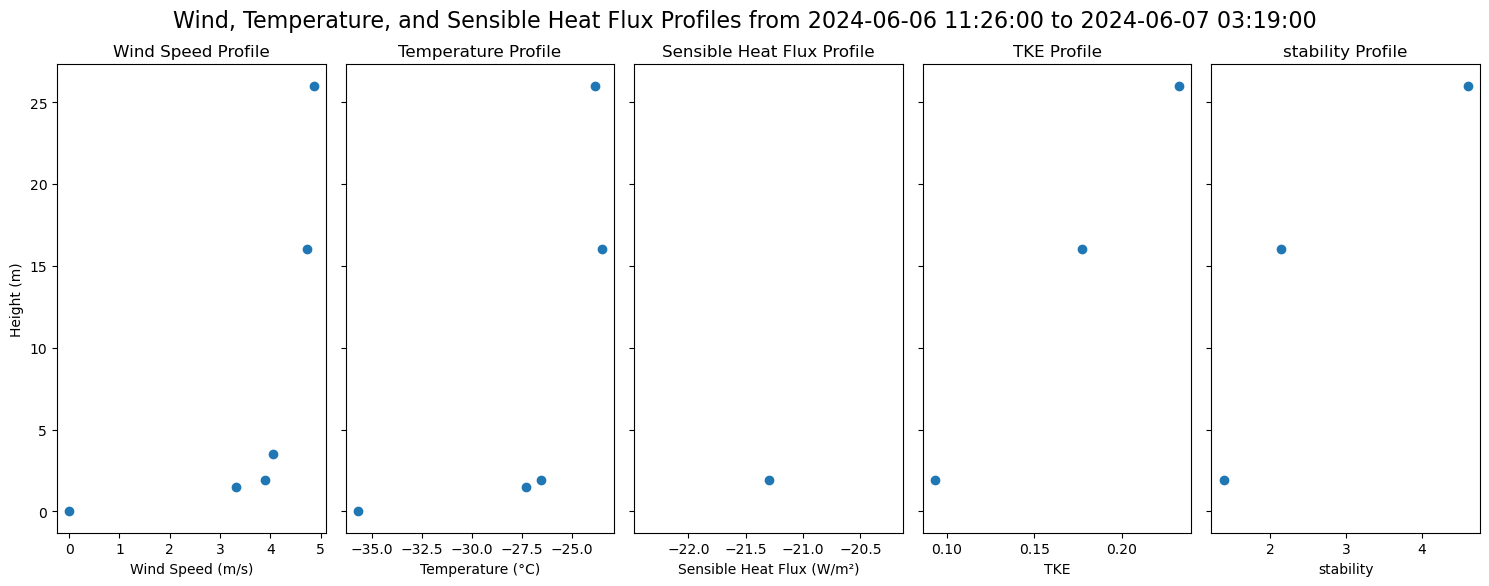 Wind, Temperature, and Sensible Heat Flux Profiles from 2024-06-06 11:26:00 to 2024-06-07 03:19:00
Wind Speed Profile
Temperature Profile
Sensible Heat Flux Profile
TKE Profile
stability Profile
25
20
15
10
5
0
Height (m)
0 1 2 3 4 5
−35.0 −32.5 −30.0 −27.5 −25.0
−22.0 −21.5 −21.0 −20.5
0.10 0.15 0.20
2 3 4
Wind Speed (m/s)
Temperature (°C)
Sensible Heat Flux (W/m²)
TKE
stability